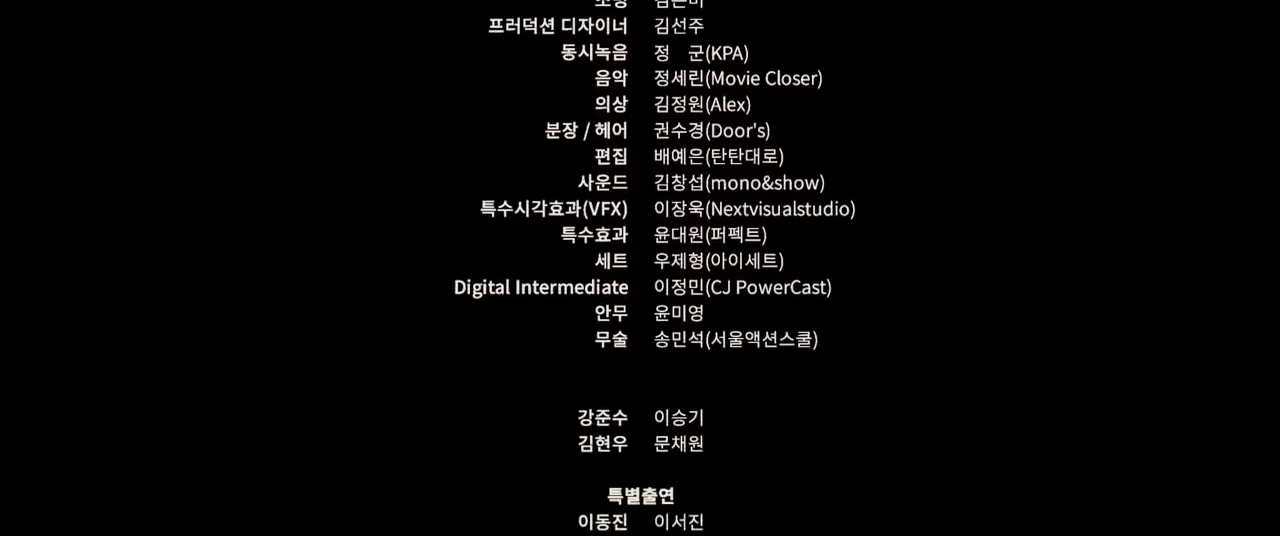 프러덕션 디자이너 김선주
동시녹음 정 군(KPA)
음악 정세린(Movie Closer)
의상 김정원(Alex)
분장 / 헤어 권수경(Door's)
편집 배예은(탄탄대로)
사운드 김창섭(mono&show)
특수시각효과(VFX) 이장욱(Nextvisualstudio)
특수효과 윤대원(퍼펙트)
세트 우제형(아이세트)
Digital Intermediate 이정민(CJ PowerCast)
안무 윤미영
무술 송민석(서울액션스쿨)
강준수 이승기
김현우 문채원
특별출연
이동진 이서진